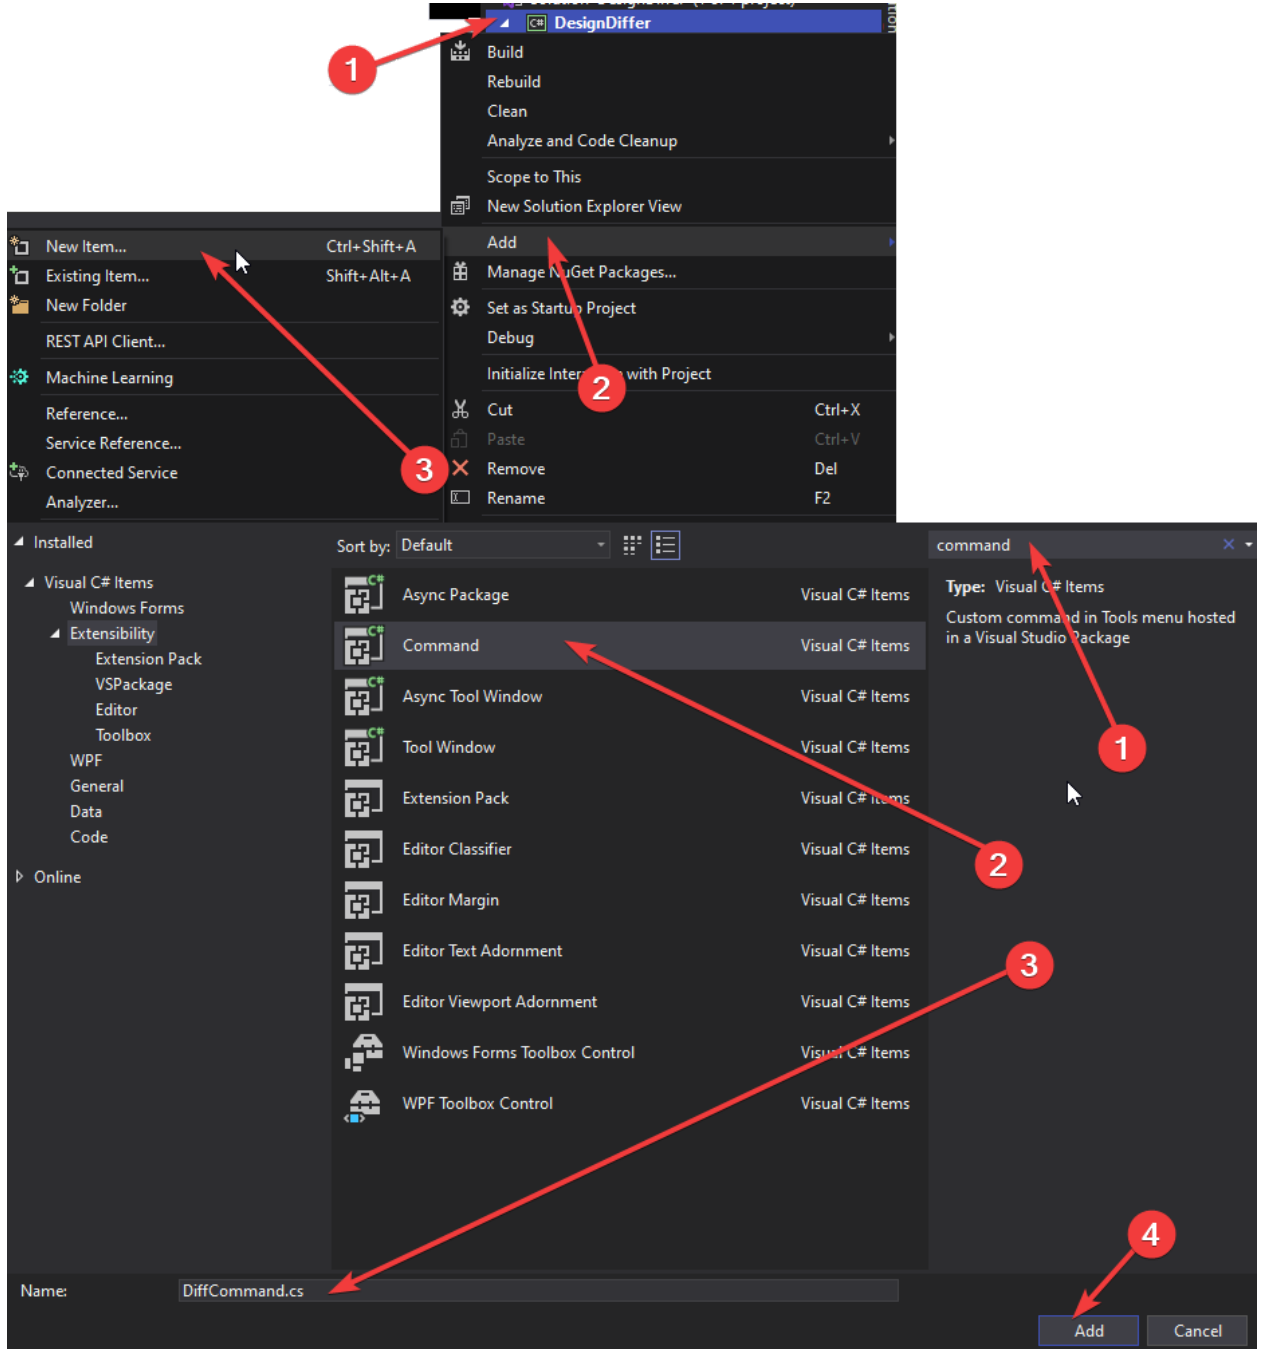 DesignDiffer
1
Build
Rebuild
Clean
Analyze and Code Cleanup
Scope to This
New Solution Explorer View
Add
Manage NuGet Packages...
Set as Startup Project
Debug
Initialize with Project
2
Cut Ctrl+X
Paste Ctrl+V
Remove Del
Rename F2
New Item... Ctrl+Shift+A
Existing Item... Shift+Alt+A
New Folder
REST API Client...
Machine Learning
Reference...
Service Reference...
Connected Service
Analyzer...
3
Installed
Visual C# Items
Windows Forms
Extensibility
Extension Pack
VSPackage
Editor
Toolbox
WPF
General
Data
Code
Online
Sort by: Default
Async Package Visual C# Items
Command Visual C# Items
Async Tool Window Visual C# Items
Tool Window Visual C# Items
Extension Pack Visual C# Items
Editor Classifier Visual C# Items
Editor Margin Visual C# Items
Editor Text Adornment Visual C# Items
Editor Viewport Adornment Visual C# Items
Windows Forms Toolbox Control Visual C# Items
WPF Toolbox Control Visual C# Items
command
Type: Visual C# Items
Custom command in Tools menu hosted
in a Visual Studio Package
1
2
3
4
Name: DiffCommand.cs
Add Cancel